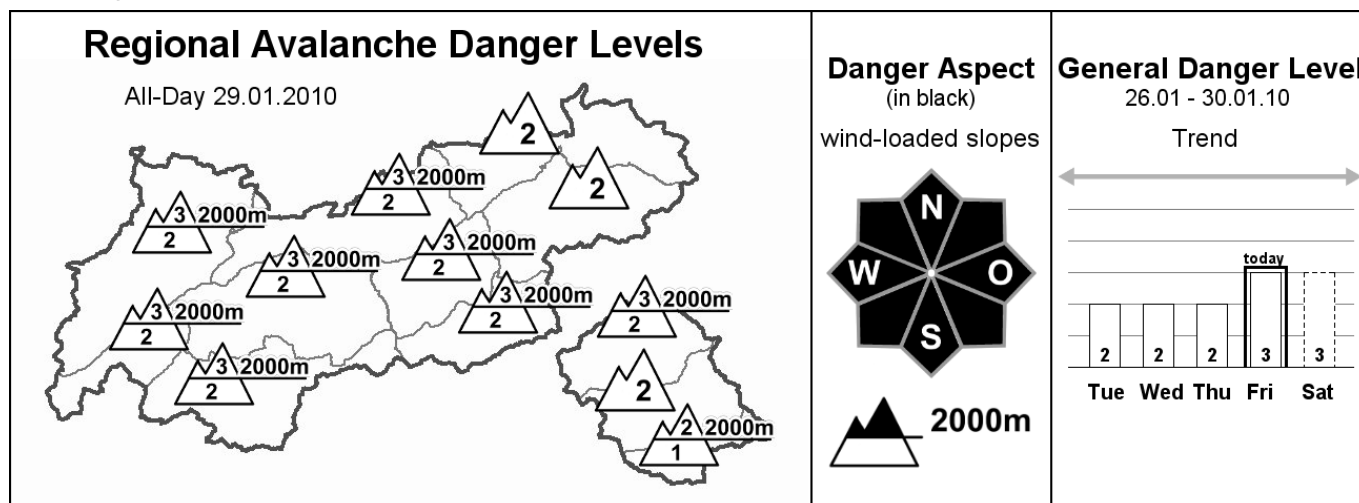 Regional Avalanche Danger Levels
All-Day 29.01.2010
2
2
3 2000m
2
3 2000m
2
3 2000m
2
3 2000m
2
3 2000m
2
3 2000m
2
3 2000m
2
3 2000m
2
2
2 2000m
1
Danger Aspect
(in black)
wind-loaded slopes
N
W
O
S
2000m
General Danger Level
26.01 - 30.01.10
Trend
today
2 2 2 3 3
Tue Wed Thu Fri Sat